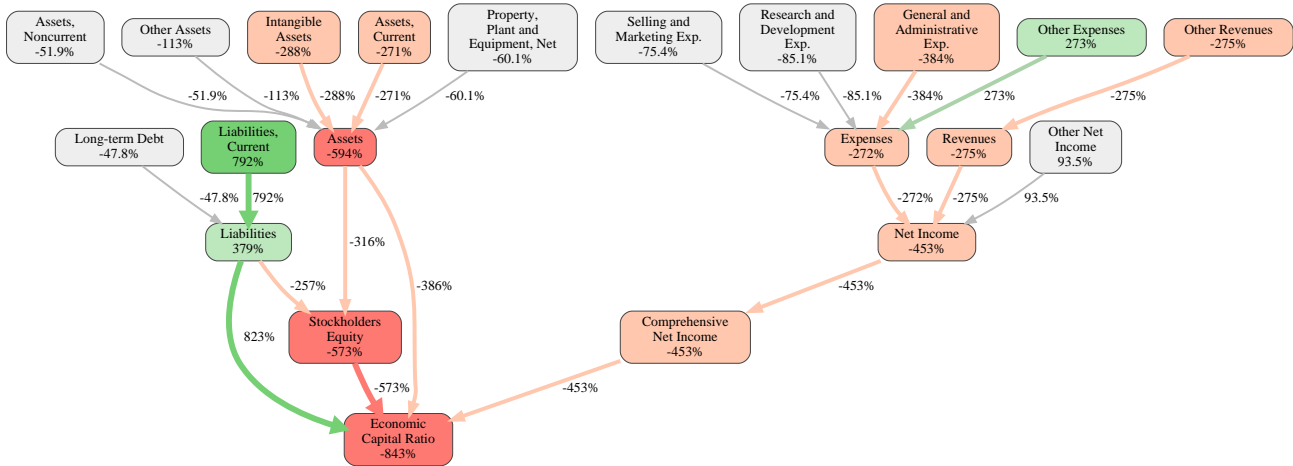 Assets,
Noncurrent
-51.9%
Other Assets
-113%
Intangible
Assets
-288%
Assets,
Current
-271%
Property,
Plant and
Equipment, Net
-60.1%
Selling and
Marketing Exp.
-75.4%
Research and
Development
Exp.
-85.1%
General and
Administrative
Exp.
-384%
Other Expenses
273%
Other Revenues
-275%
-51.9%
-113%
-288%
-271%
-60.1%
-75.4%
-85.1%
-384%
273%
-275%
Long-term Debt
-47.8%
Liabilities,
Current
792%
Assets
-594%
Expenses
-272%
Revenues
-275%
Other Net
Income
93.5%
-47.8%
792%
-316%
-272%
-275%
93.5%
Liabilities
379%
Net Income
-453%
-257%
-386%
-453%
823%
Stockholders
Equity
-573%
Comprehensive
Net Income
-453%
-573%
-453%
Economic
Capital Ratio
-843%